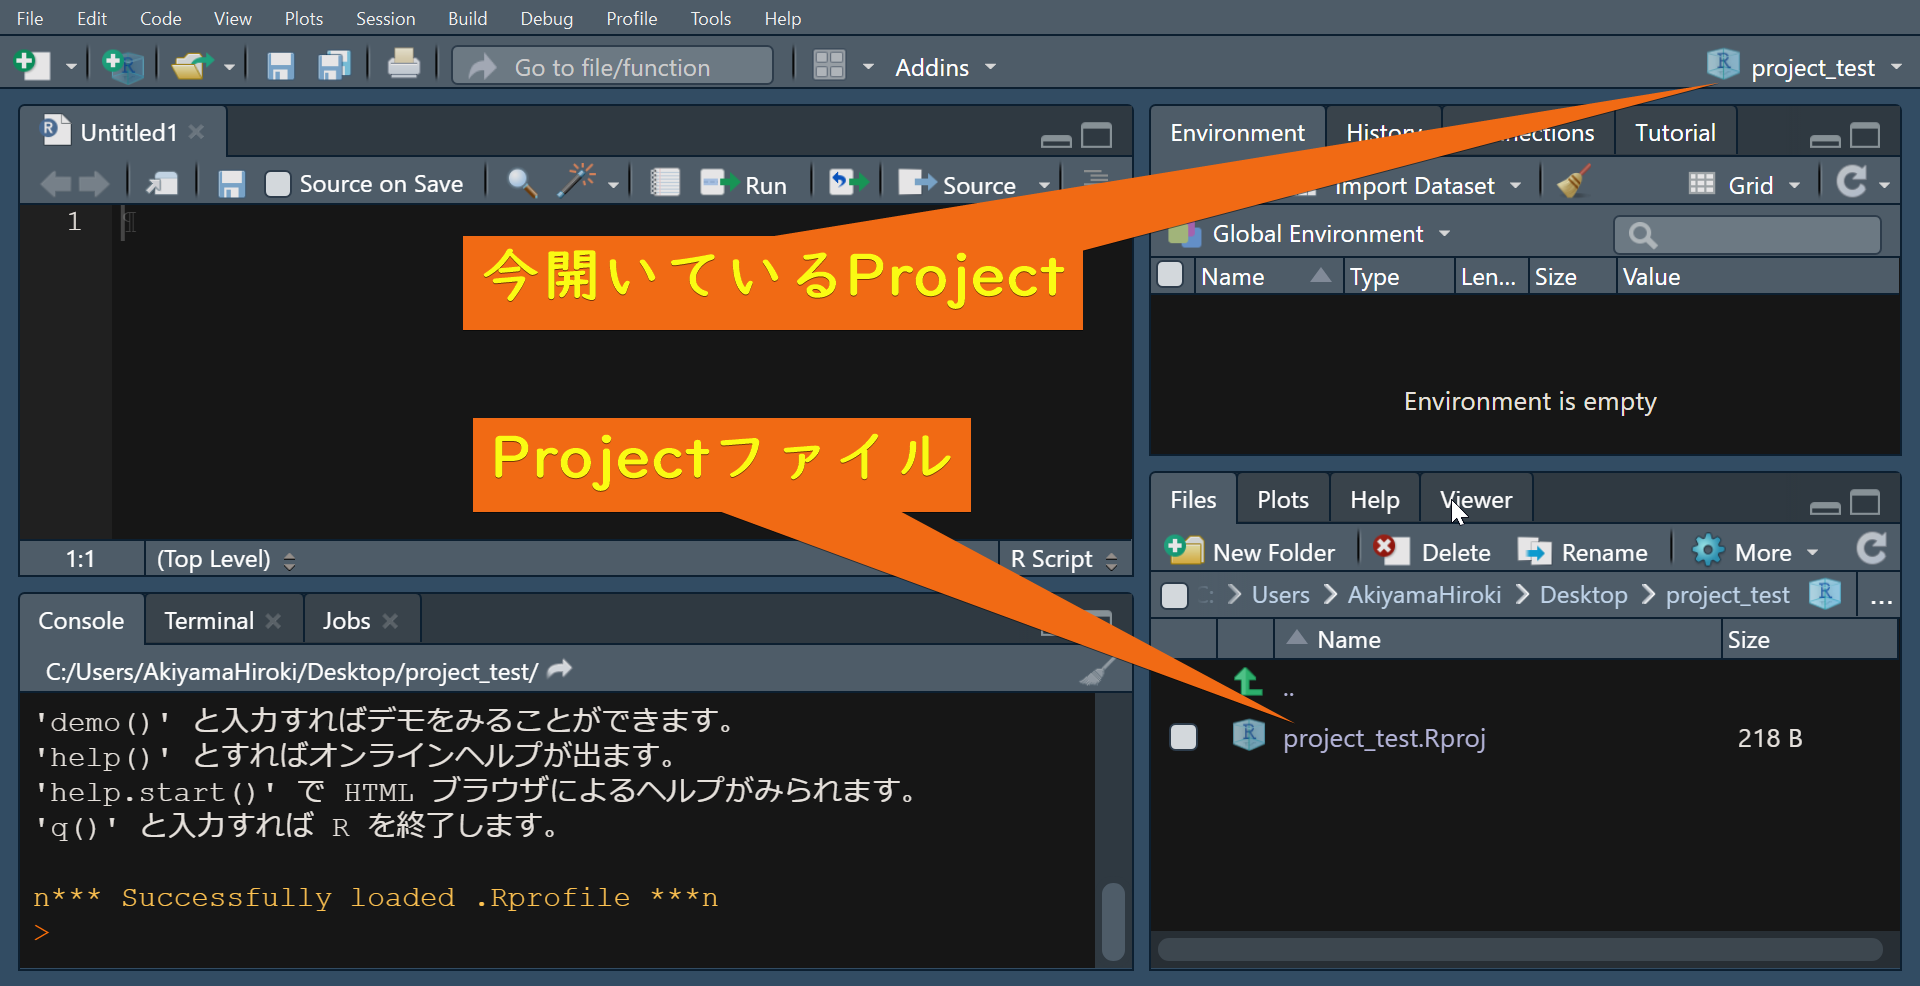 File Edit Code View Plots Session Build Debug Profile Tools Help
Go to file/function Addins project_test
Untitled1
Source on Save Run Source
1
今開いているProject
Projectファイル
1:1 (Top Level) R Script
Console Terminal Jobs
C:/Users/AkiyamaHiroki/Desktop/project_test/
'demo()' と入力すればデモをみることができます。
'help()' とすればオンラインヘルプが出ます。
'help.start()' で HTML ブラウザによるヘルプがみられます。
'q()' と入力すれば R を終了します。
n*** Successfully loaded .Rprofile ***n
>
Environment History Tutorial
Import Dataset Grid
Global Environment
Name Type Len... Size Value
Environment is empty
Files Plots Help Viewer
New Folder Delete Rename More
C: Users AkiyamaHiroki Desktop project_test ...
Name Size
..
project_test.Rproj 218 B